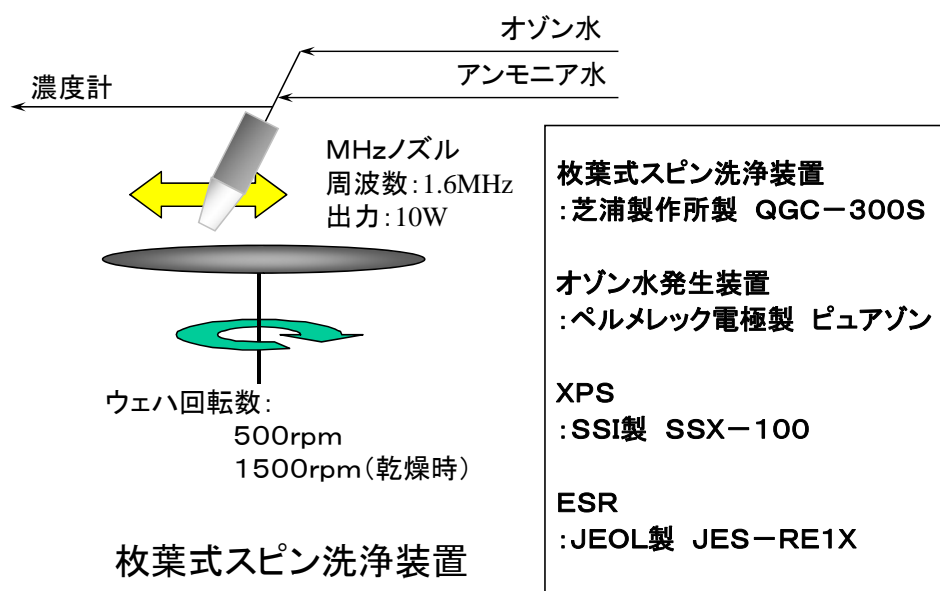 オゾン水
アンモニア水
濃度計
MHzノズル
周波数:1.6MHz
出力:10W
ウェハ回転数:
500rpm
1500rpm(乾燥時)
枚葉式スピン洗浄装置
枚葉式スピン洗浄装置
:芝浦製作所製 QGC-300S
オゾン水発生装置
:ペルメレック電極製 ピュアゾン
XPS
:SSI製 SSX-100
ESR
:JEOL製 JES-RE1X